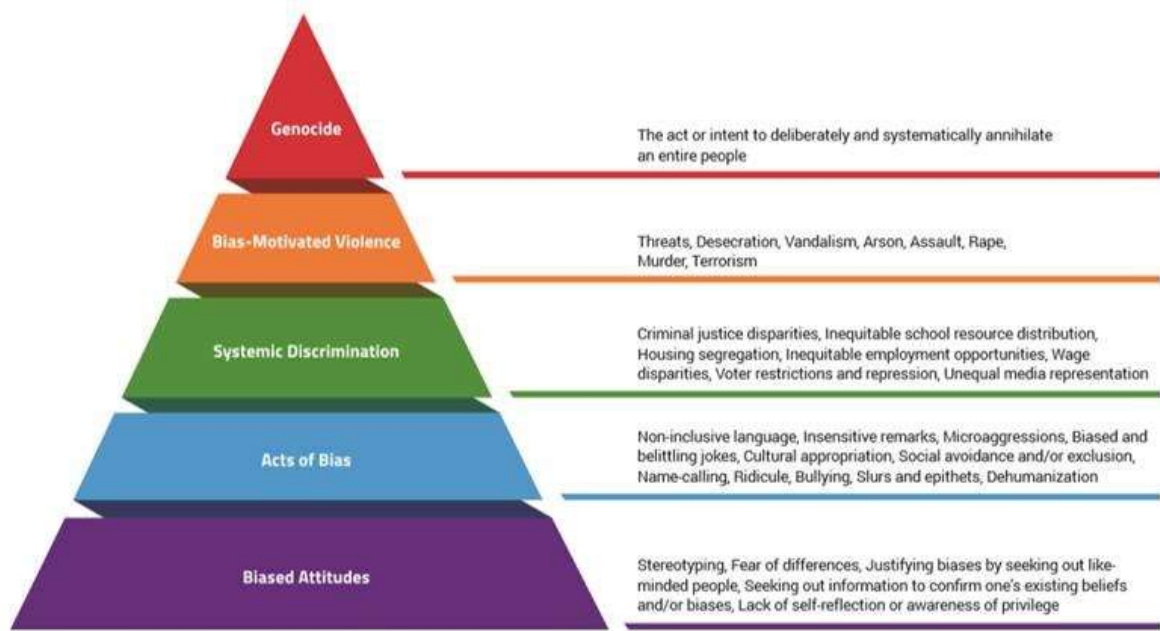 Genocide
The act or intent to deliberately and systematically annihilate
an entire people
Bias-Motivated Violence
Threats, Desecration, Vandalism, Arson, Assault, Rape,
Murder, Terrorism
Systemic Discrimination
Criminal justice disparities, Inequitable school resource distribution,
Housing segregation, Inequitable employment opportunities, Wage
disparities, Voter restrictions and repression, Unequal media representation
Acts of Bias
Non-inclusive language, Insensitive remarks, Microaggressions, Biased and
belittling jokes, Cultural appropriation, Social avoidance and/or exclusion,
Name-calling, Ridicule, Bullying, Slurs and epithets, Dehumanization
Biased Attitudes
Stereotyping, Fear of differences, Justifying biases by seeking out like-
minded people, Seeking out information to confirm one's existing beliefs
and/or biases, Lack of self-reflection or awareness of privilege